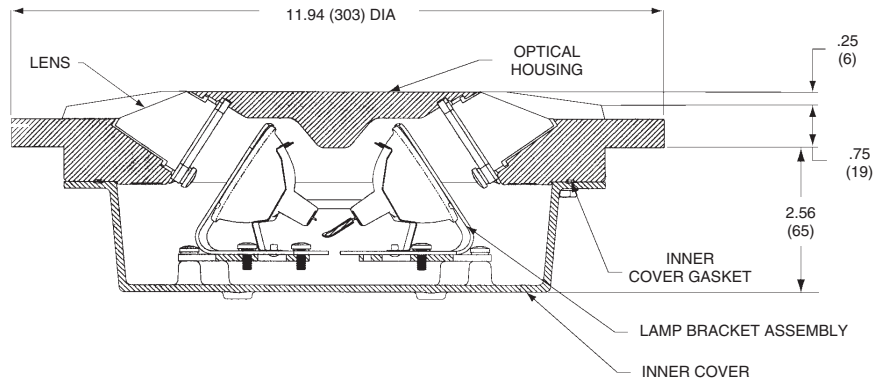 11.94 (303) DIA
LENS
OPTICAL
HOUSING
.25
(6)
.75
(19)
2.56
(65)
INNER
COVER GASKET
LAMP BRACKET ASSEMBLY
INNER COVER